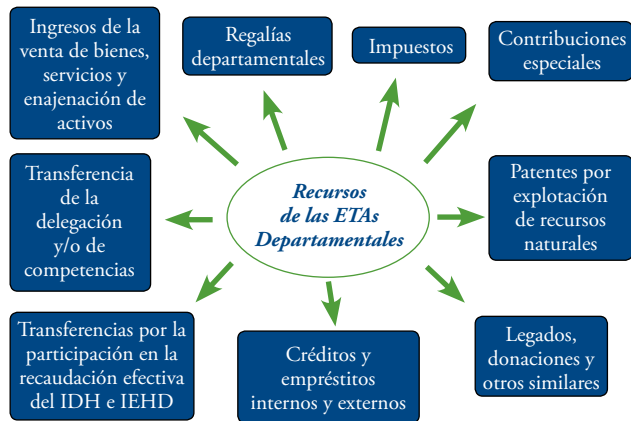 Ingresos de la
venta de bienes,
servicios y
enajenación de
activos
Regalías
departamentales
Impuestos
Contribuciones
especiales
Transferencia
de la
delegación
y/o de
competencias
Recursos
de las ETAs
Departamentales
Patentes por
explotación
de recursos
naturales
Transferencias por la
participación en la
recaudación efectiva
del IDH e IEHD
Créditos y
empréstitos
internos y externos
Legados,
donaciones y
otros similares